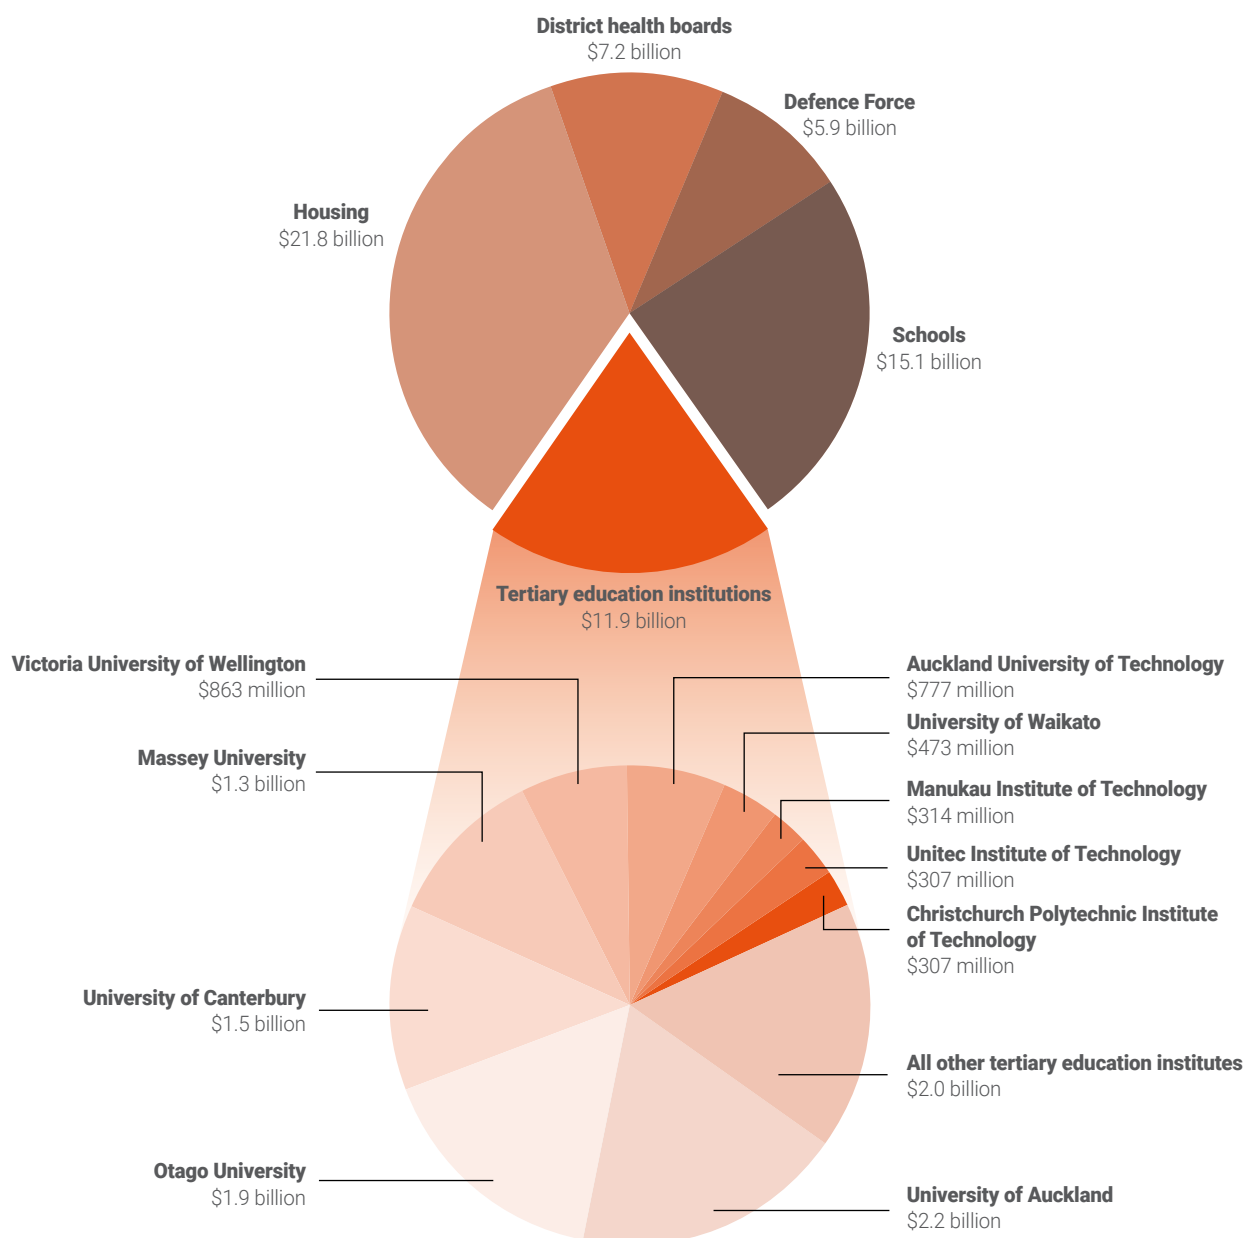 District health boards
$7.2 billion
Defence Force
$5.9 billion
Housing
$21.8 billion
Schools
$15.1 billion
Tertiary education institutions
$11.9 billion
Victoria University of Wellington
$863 million
Massey University
$1.3 billion
University of Canterbury
$1.5 billion
Otago University
$1.9 billion
Auckland University of Technology
$777 million
University of Waikato
$473 million
Manukau Institute of Technology
$314 million
Unitec Institute of Technology
$307 million
Christchurch Polytechnic Institute
of Technology
$307 million
All other tertiary education institutes
$2.0 billion
University of Auckland
$2.2 billion